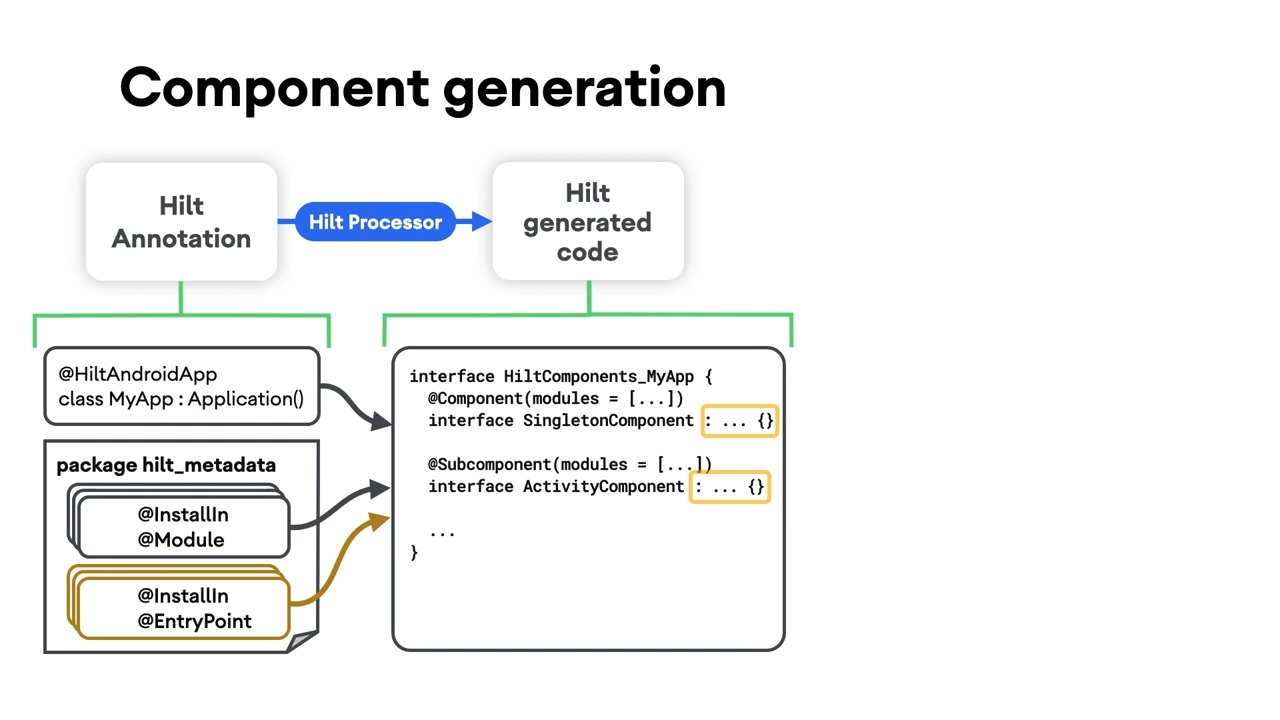 Component generation
Hilt
Annotation
Hilt Processor
Hilt
generated
code
@HiltAndroidApp
class MyApp : Application()
package hilt_metadata
@InstallIn
@Module
@InstallIn
@EntryPoint
interface HiltComponents_MyApp {
@Component(modules = [...])
interface SingletonComponent : ... {}
@Subcomponent(modules = [...])
interface ActivityComponent : ... {}
...
}